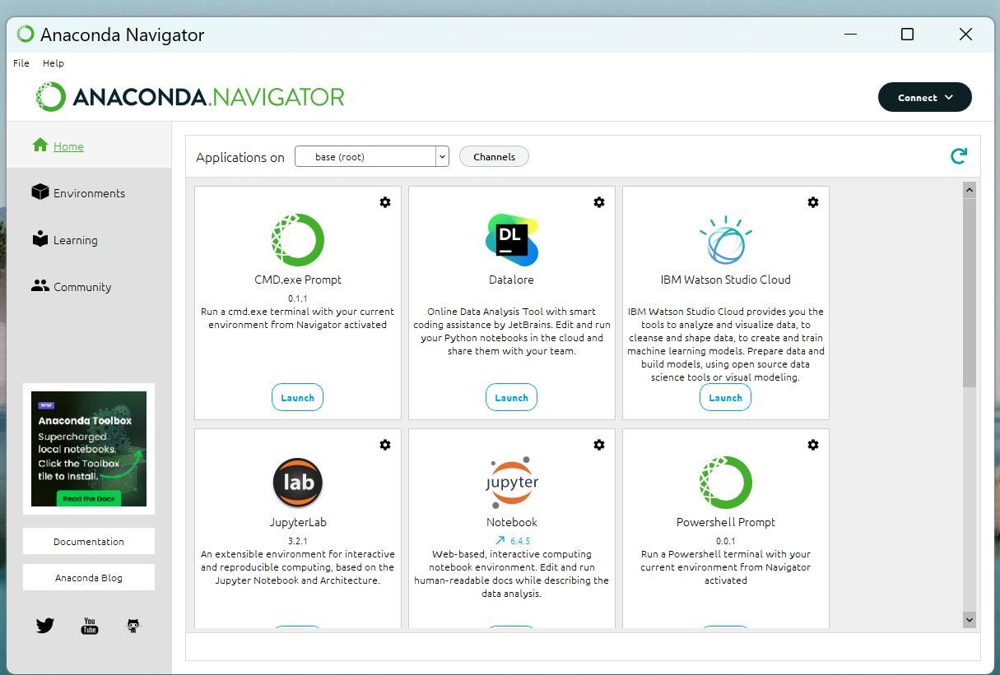 Anaconda Navigator
File Help
ANACONDA.NAVIGATOR
Connect
Home
Environments
Learning
Community
NEW
Anaconda Toolbox
Supercharged
local notebooks.
Click the Toolbox
tile to Install.
Read the Docs
Documentation
Anaconda Blog
You
Tube
Applications on
base (root)
Channels
CMD.exe Prompt
0.1.1
Run a cmd.exe terminal with your current
environment from Navigator activated
Launch
DL
Datalore
Online Data Analysis Tool with smart
coding assistance by JetBrains. Edit and run
your Python notebooks in the cloud and
share them with your team.
Launch
IBM Watson Studio Cloud
IBM Watson Studio Cloud provides you the
tools to analyze and visualize data, to
cleanse and shape data, to create and train
machine learning models. Prepare data and
build models, using open source data
science tools or visual modeling.
Launch
lab
JupyterLab
3.2.1
An extensible environment for interactive
and reproducible computing, based on the
Jupyter Notebook and Architecture.
jupyter
Notebook
6.4.5
Web-based, interactive computing
notebook environment. Edit and run
human-readable docs while describing the
data analysis.
Powershell Prompt
0.0.1
Run a Powershell terminal with your
current environment from Navigator
activated